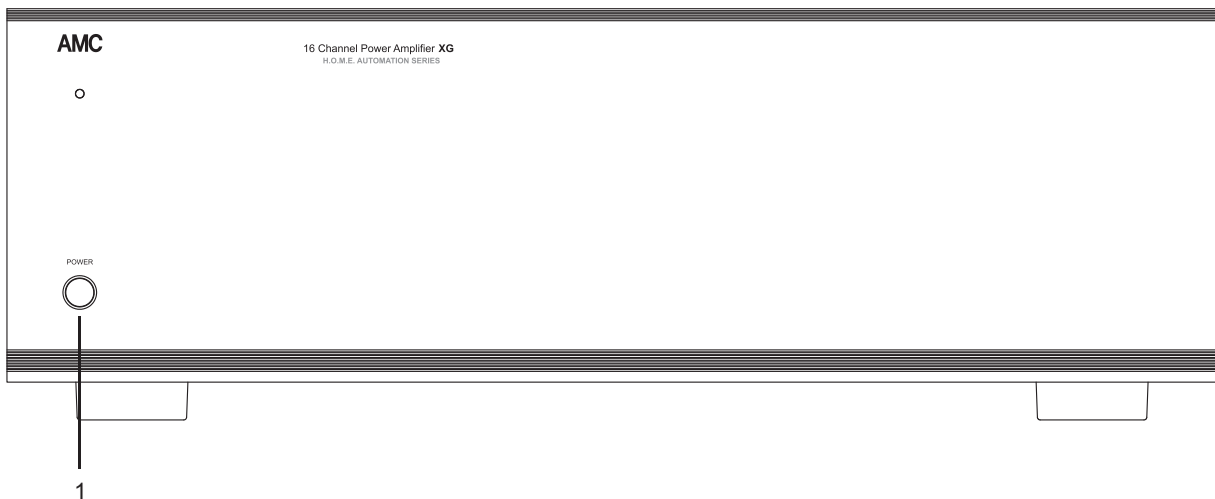 AMC
16 Channel Power Amplifier XG
H.O.M.E. AUTOMATION SERIES
POWER
1